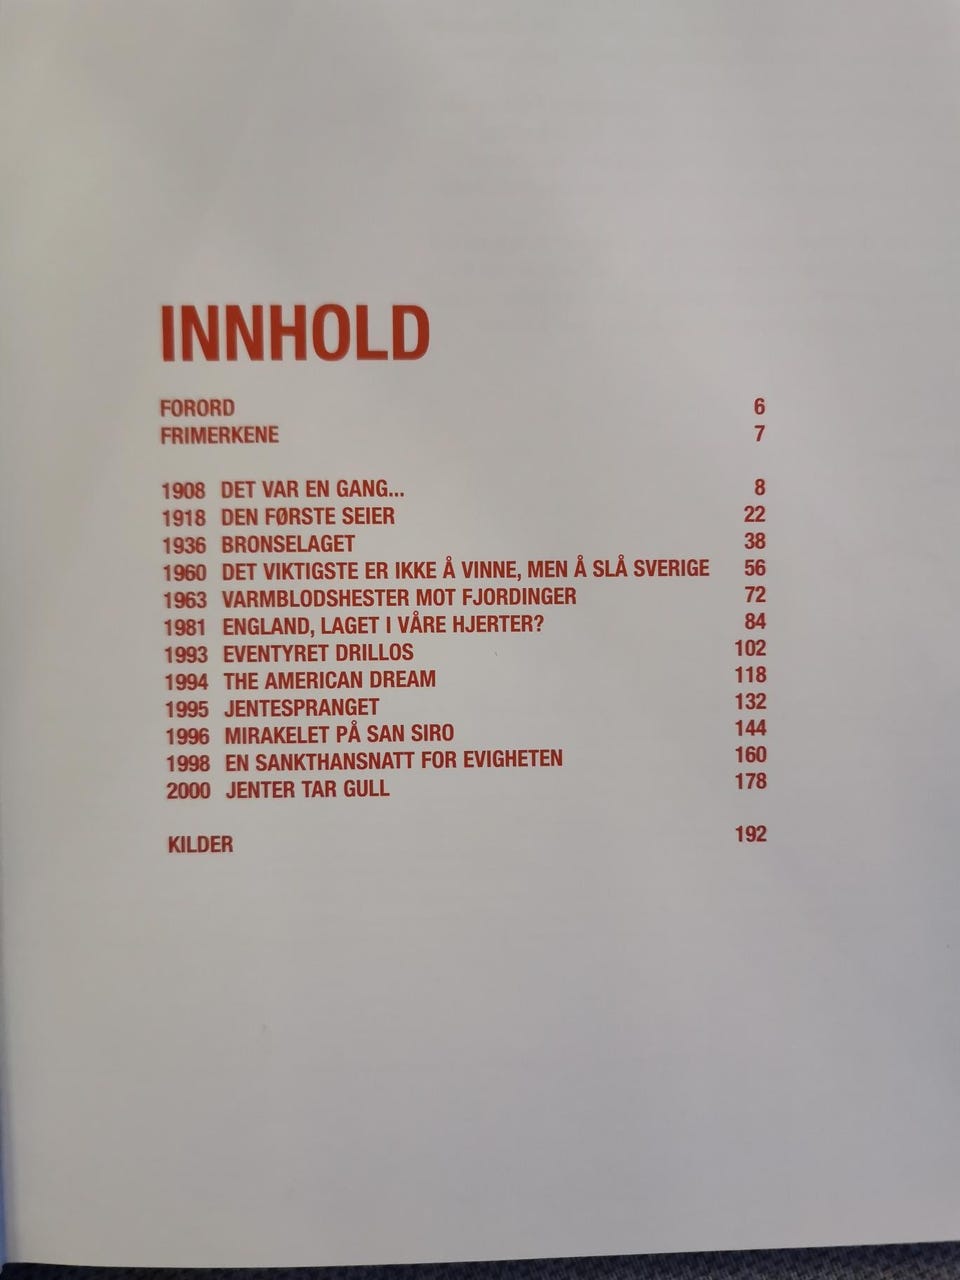 INNHOLD
FORORD 6
FRIMERKENE 7
1908 DET VAR EN GANG... 8
1918 DEN FØRSTE SEIER 22
1936 BRONSELAGET 38
1960 DET VIKTIGSTE ER IKKE Å VINNE, MEN Å SLÅ SVERIGE 56
1963 VARMBLODSHESTER MOT FJORDINGER 72
1981 ENGLAND, LAGET I VÅRE HJERTER? 84
1993 EVENTYRET DRILLOS 102
1994 THE AMERICAN DREAM 118
1995 JENTESPRANGET 132
1996 MIRAKELET PÅ SAN SIRO 144
1998 EN SANKTHANSNATT FOR EVIGHETEN 160
2000 JENTER TAR GULL 178
KILDER 192